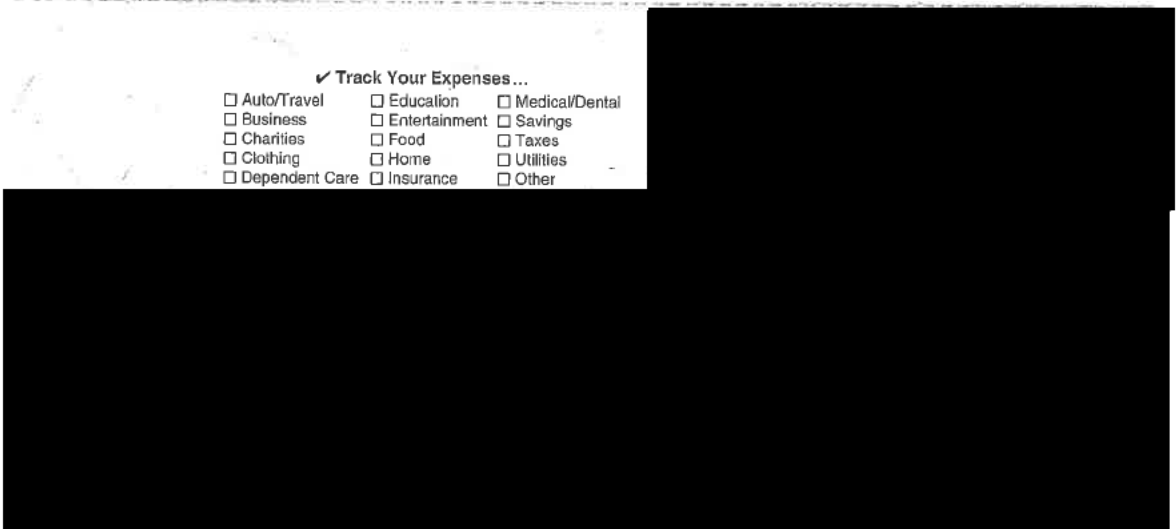 ✔ Track Your Expenses...
☐ Auto/Travel ☐ Education ☐ Medical/Dental
☐ Business ☐ Entertainment ☐ Savings
☐ Charities ☐ Food ☐ Taxes
☐ Clothing ☐ Home ☐ Utilities
☐ Dependent Care ☐ Insurance ☐ Other